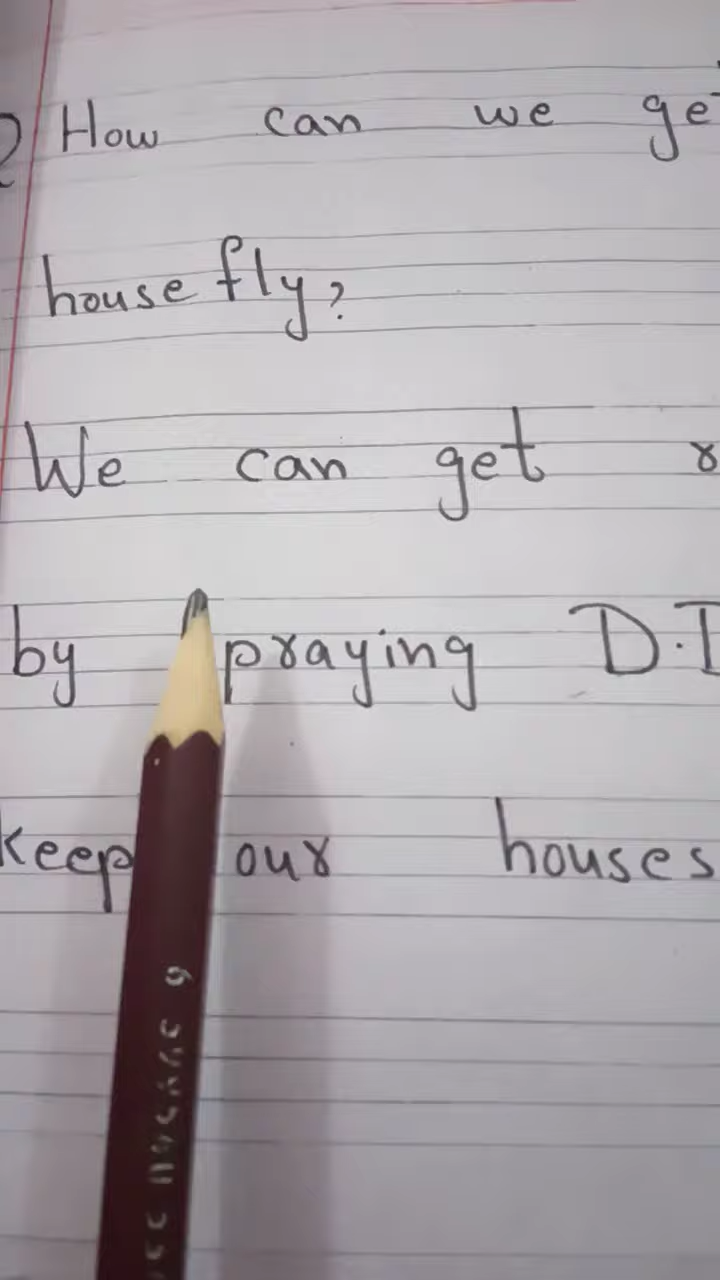 How can we ge
house fly?
We can get r
by praying D.
keep our houses